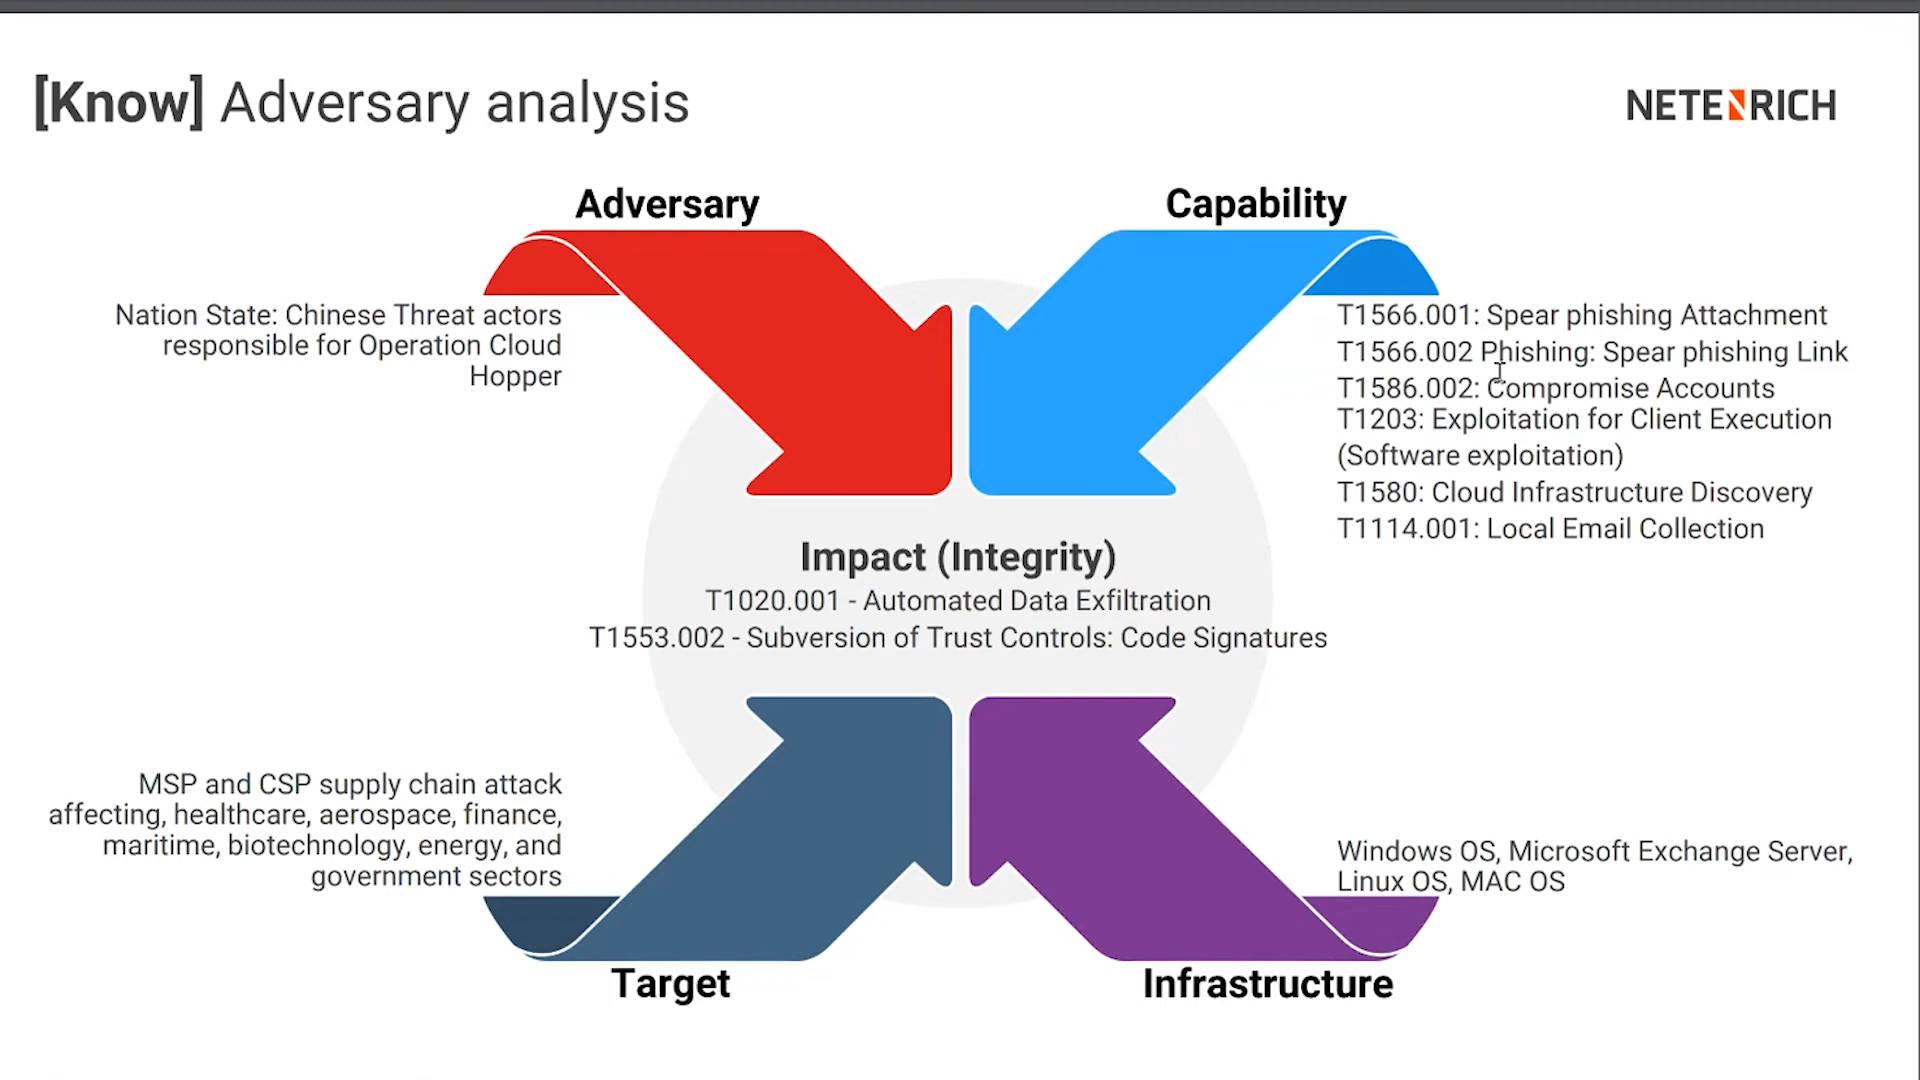 [Know] Adversary analysis
NETENRICH
Adversary
Nation State: Chinese Threat actors
responsible for Operation Cloud
Hopper
Capability
T1566.001: Spear phishing Attachment
T1566.002 Phishing: Spear phishing Link
T1586.002: Compromise Accounts
T1203: Exploitation for Client Execution
(Software exploitation)
T1580: Cloud Infrastructure Discovery
T1114.001: Local Email Collection
Impact (Integrity)
T1020.001 - Automated Data Exfiltration
T1553.002 - Subversion of Trust Controls: Code Signatures
MSP and CSP supply chain attack
affecting, healthcare, aerospace, finance,
maritime, biotechnology, energy, and
government sectors
Target
Windows OS, Microsoft Exchange Server,
Linux OS, MAC OS
Infrastructure